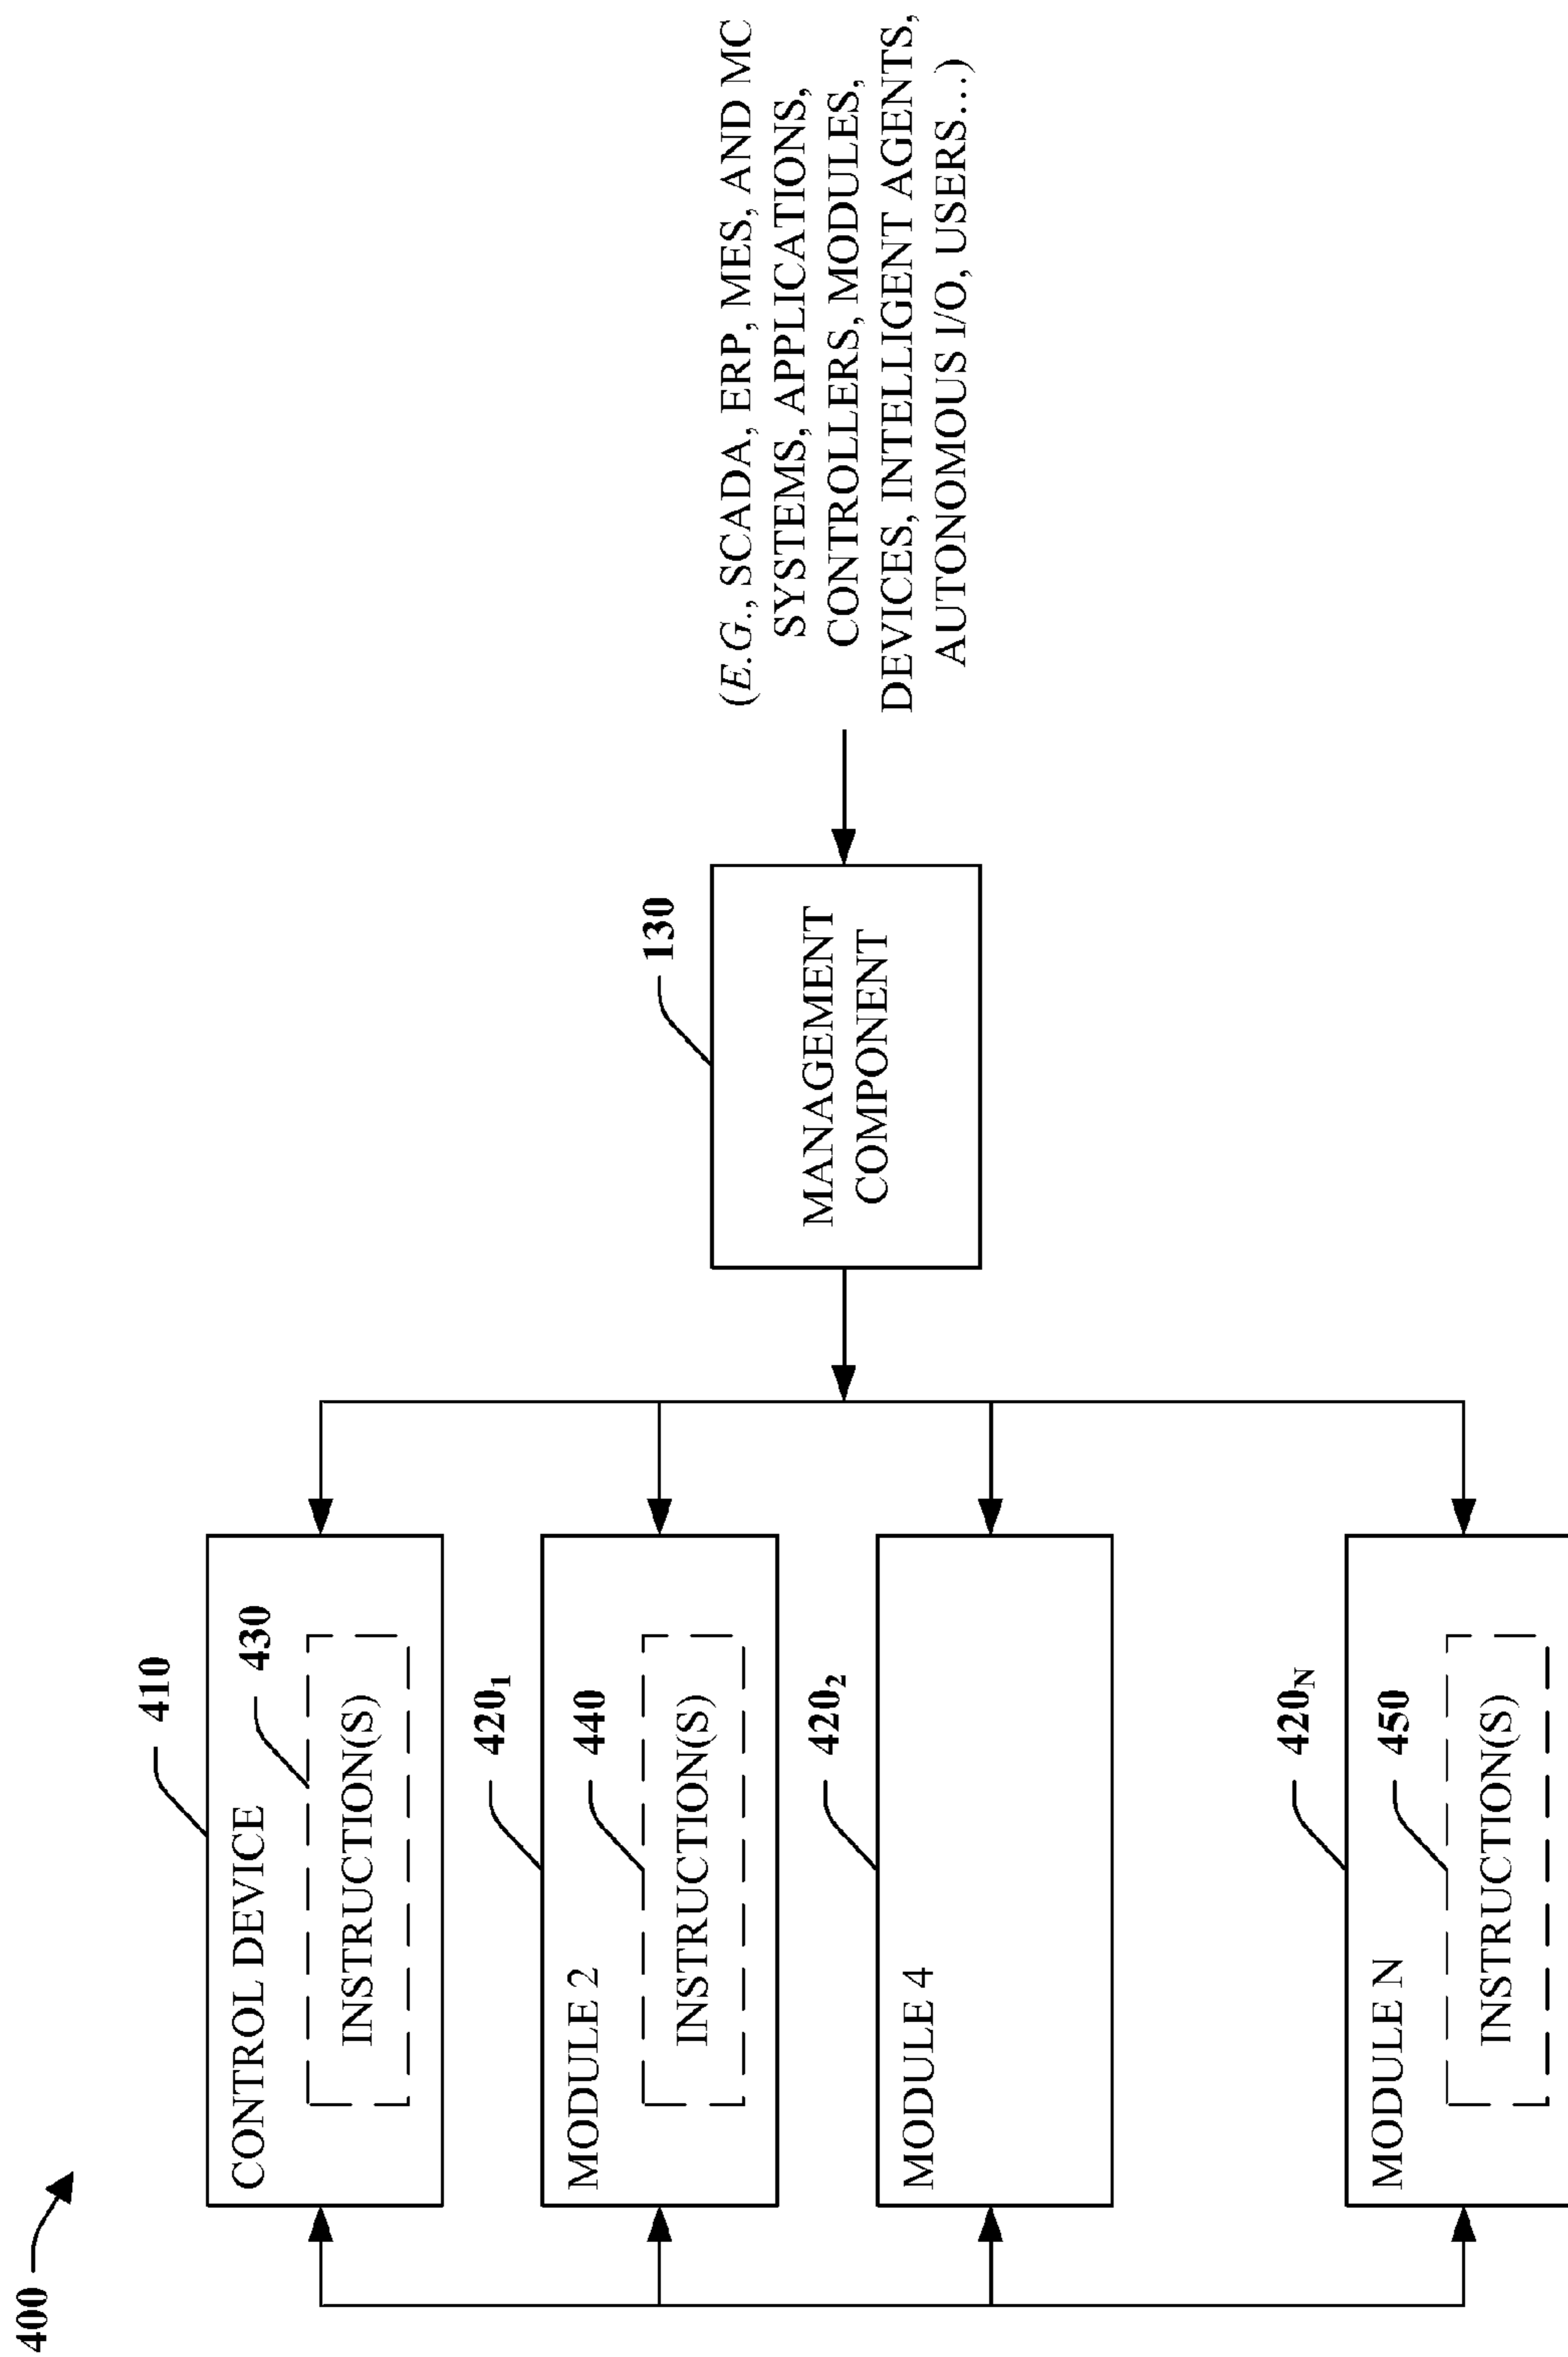 400
410
CONTROL DEVICE
430
INSTRUCTION(S)
420₁
MODULE 2
440
INSTRUCTION(S)
420₂
MODULE 4
420N
MODULE N
450
INSTRUCTION(S)
130
MANAGEMENT
COMPONENT
(E.G., SCADA, ERP, MES, AND MC
SYSTEMS, APPLICATIONS,
CONTROLLERS, MODULES,
DEVICES, INTELLIGENT AGENTS,
AUTONOMOUS I/O, USERS…)